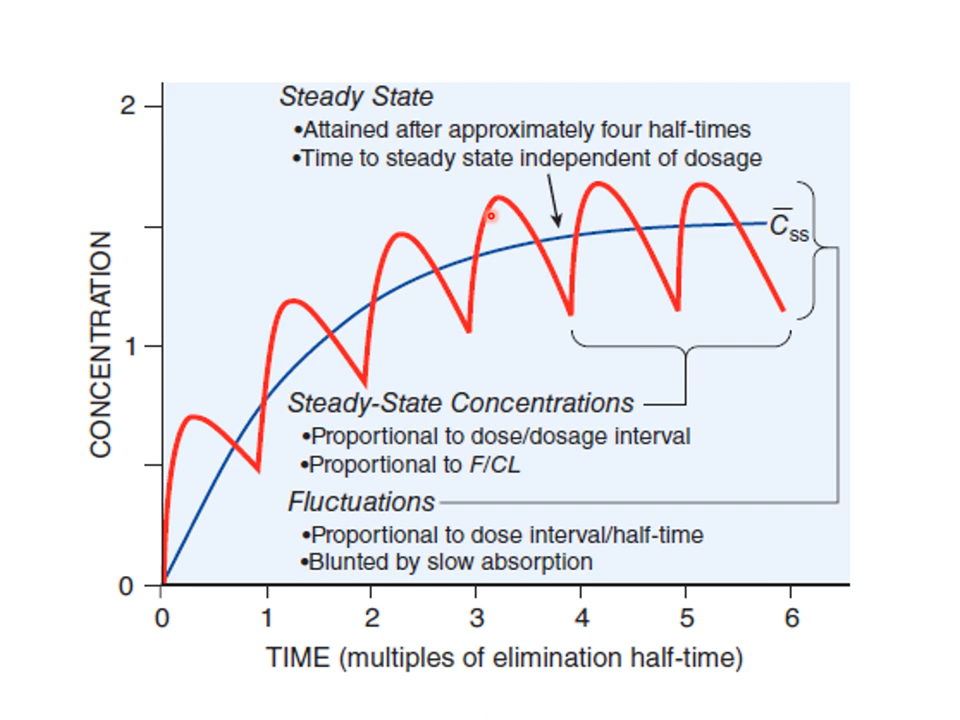 Steady State
•Attained after approximately four half-times
•Time to steady state independent of dosage
2
C̅ss
1
CONCENTRATION
Steady-State Concentrations
•Proportional to dose/dosage interval
•Proportional to F/CL
Fluctuations
•Proportional to dose interval/half-time
•Blunted by slow absorption
0
0 1 2 3 4 5 6
TIME (multiples of elimination half-time)